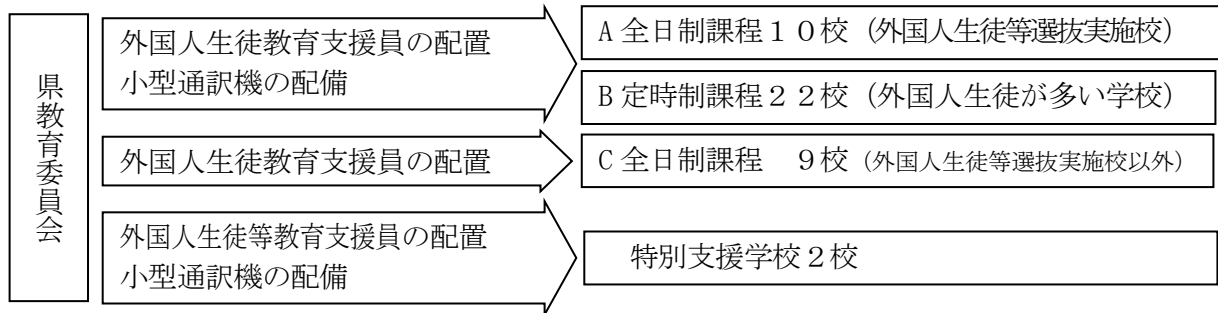 県教育委員会
外国人生徒教育支援員の配置
小型通訳機の配備
A 全日制課程１０校（外国人生徒等選抜実施校）
B 定時制課程２２校（外国人生徒が多い学校）
外国人生徒教育支援員の配置
C 全日制課程　９校（外国人生徒等選抜実施校以外）
外国人生徒等教育支援員の配置
小型通訳機の配備
特別支援学校２校